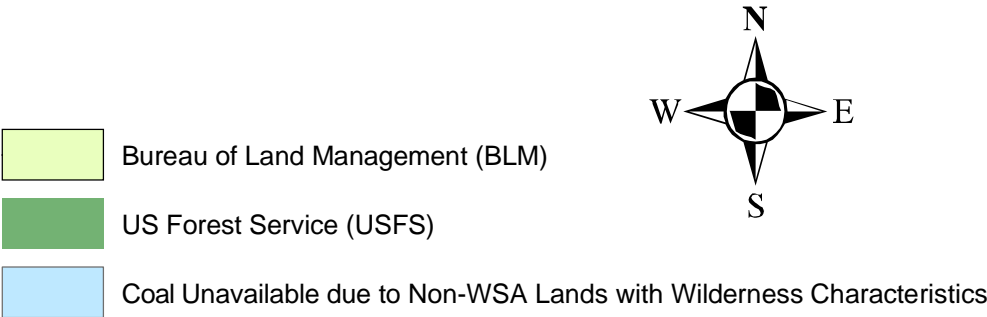 N
W E
S
Bureau of Land Management (BLM)
US Forest Service (USFS)
Coal Unavailable due to Non-WSA Lands with Wilderness Characteristics